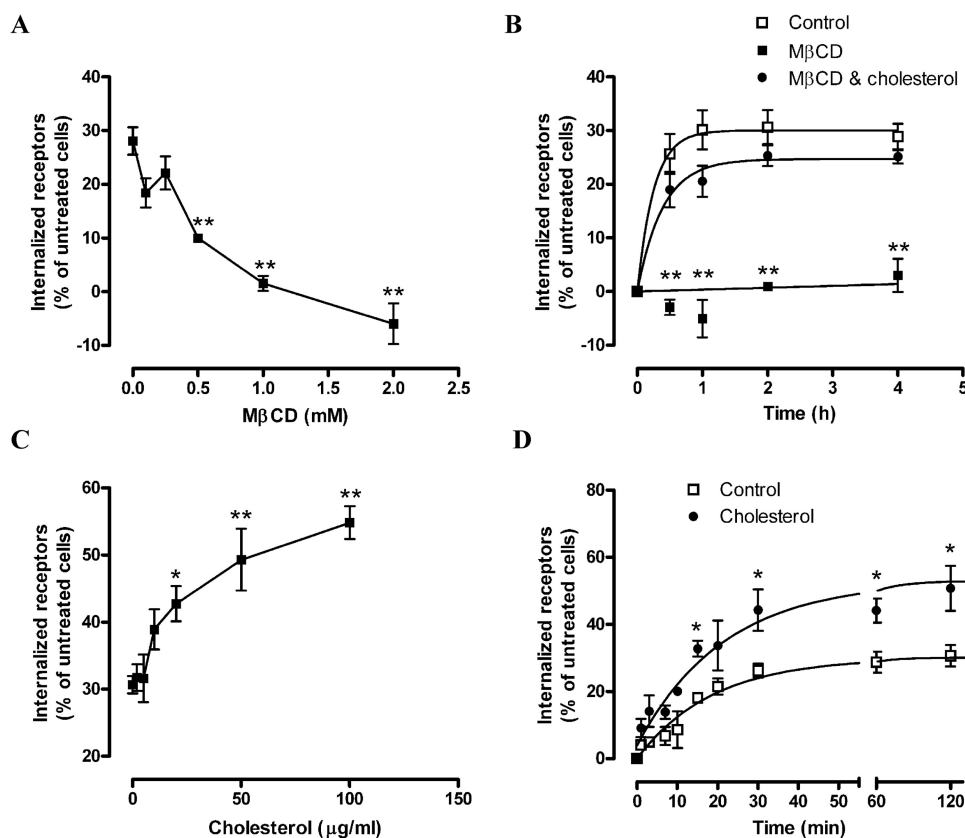 A
Internalized receptors
(% of untreated cells)
40
30
20
10
0
-10
**
**
**
0.0
0.5
1.0
1.5
2.0
2.5
MβCD (mM)
B
Control
MβCD
MβCD & cholesterol
Internalized receptors
(% of untreated cells)
30
20
10
0
-10
**
**
**
**
0
1
2
3
4
5
Time (h)
C
Internalized receptors
(% of untreated cells)
60
50
40
30
20
*
**
**
0
50
100
150
Cholesterol (μg/ml)
D
Control
Cholesterol
Internalized receptors
(% of untreated cells)
80
60
40
20
0
*
*
*
*
0
10
20
30
40
50
60
120
Time (min)